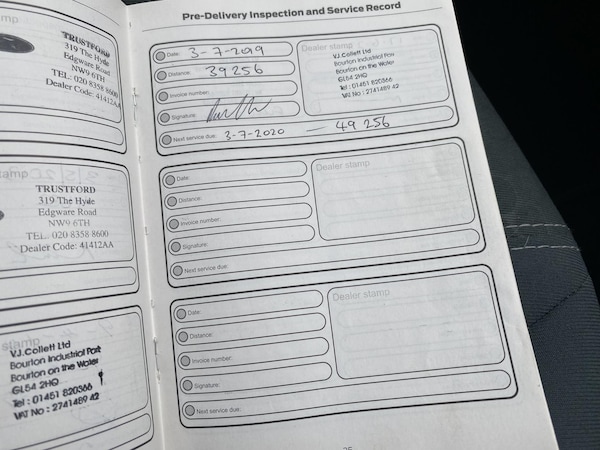 tamp
TRUSTFORD
319 The Hyde
Edgware Road
NW9 6TH
TEL: 020 8358 8600
Dealer Code: 41412AA
tamp
TRUSTFORD
319 The Hyde
Edgware Road
NW9 6TH
TEL. 020 8358 8600
Dealer Code: 41412AA
stamp
V.J.Collett Ltd
Bourton Industrial Park
Bourton on the Water
GL54 2HQ
Tel : 01451 820366
VAT No : 2741489 42
Pre-Delivery Inspection and Service Record
Date: 3-7-2019
Distance: 39256
Invoice number:
Signature:
Next service due: 3-7-2020 — 49 256
Dealer stamp
V.J.Collett Ltd
Bourton Industrial Park
Bourton on the Water
GL54 2HQ
Tel : 01451 820366
VAT No : 2741489 42
Date:
Distance:
Invoice number:
Signature:
Next service due:
Dealer stamp
Date:
Distance:
Invoice number:
Signature:
Next service due:
Dealer stamp